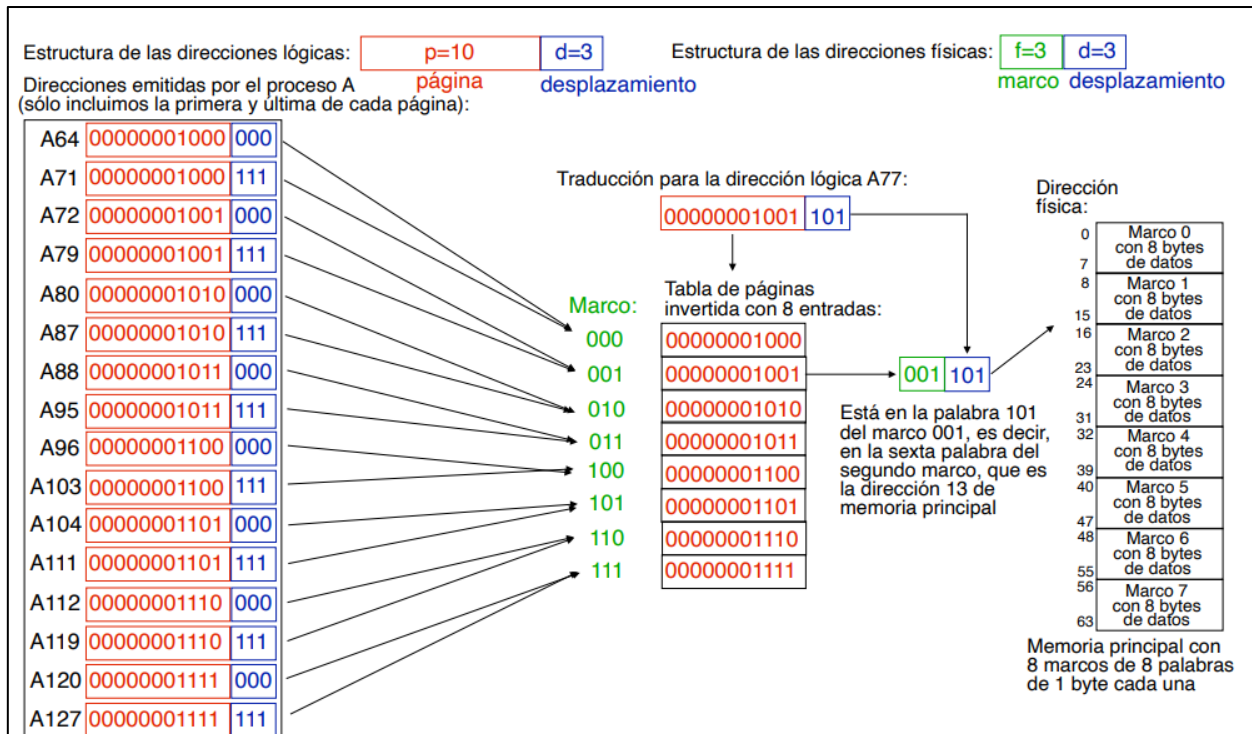 Estructura de las direcciones lógicas: p=10 d=3
página desplazamiento
Estructura de las direcciones físicas: f=3 d=3
marco desplazamiento
Direcciones emitidas por el proceso A
(sólo incluimos la primera y última de cada página):
A64 00000001000 000
A71 00000001000 111
A72 00000001001 000
A79 00000001001 111
A80 00000001010 000
A87 00000001010 111
A88 00000001011 000
A95 00000001011 111
A96 00000001100 000
A103 00000001100 111
A104 00000001101 000
A111 00000001101 111
A112 00000001110 000
A119 00000001110 111
A120 00000001111 000
A127 00000001111 111
Traducción para la dirección lógica A77:
00000001001 101
Marco:
000
001
010
011
100
101
110
111
Tabla de páginas
invertida con 8 entradas:
00000001000
00000001001
00000001010
00000001011
00000001100
00000001101
00000001110
00000001111
001 101
Está en la palabra 101
del marco 001, es decir,
en la sexta palabra del
segundo marco, que es
la dirección 13 de
memoria principal
Dirección
física:
0
7
Marco 0
con 8 bytes
de datos
8
15
Marco 1
con 8 bytes
de datos
16
23
Marco 2
con 8 bytes
de datos
24
31
Marco 3
con 8 bytes
de datos
32
39
Marco 4
con 8 bytes
de datos
40
47
Marco 5
con 8 bytes
de datos
48
55
Marco 6
con 8 bytes
de datos
56
63
Marco 7
con 8 bytes
de datos
Memoria principal con
8 marcos de 8 palabras
de 1 byte cada una